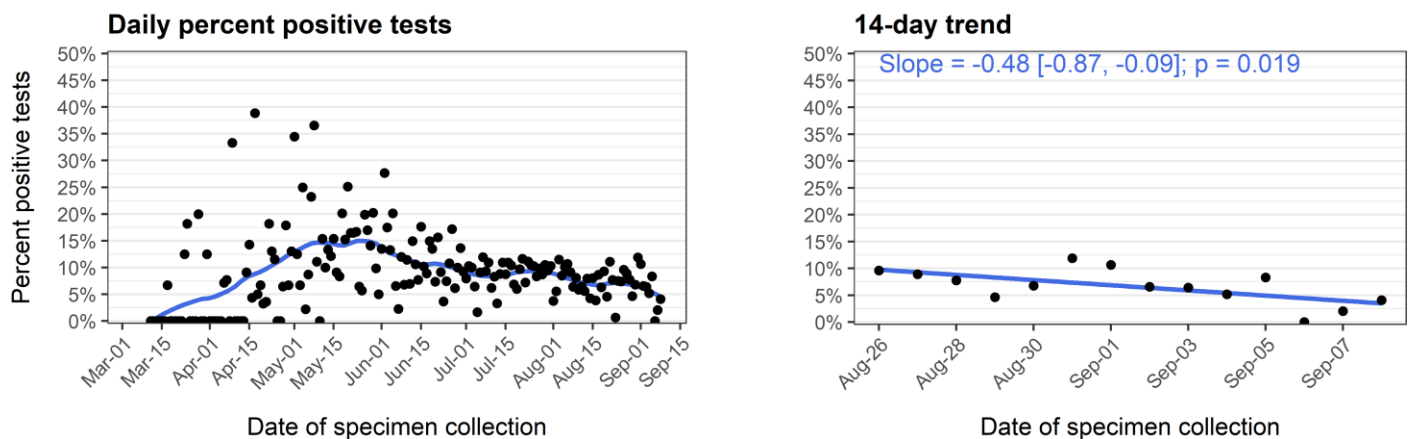 Daily percent positive tests
Percent positive tests
50%
45%
40%
35%
30%
25%
20%
15%
10%
5%
0%
Mar-01
Mar-15
Apr-01
Apr-15
May-01
May-15
Jun-01
Jun-15
Jul-01
Jul-15
Aug-01
Aug-15
Sep-01
Sep-15
Date of specimen collection
14-day trend
Slope = -0.48 [-0.87, -0.09]; p = 0.019
50%
45%
40%
35%
30%
25%
20%
15%
10%
5%
0%
Aug-26
Aug-28
Aug-30
Sep-01
Sep-03
Sep-05
Sep-07
Date of specimen collection